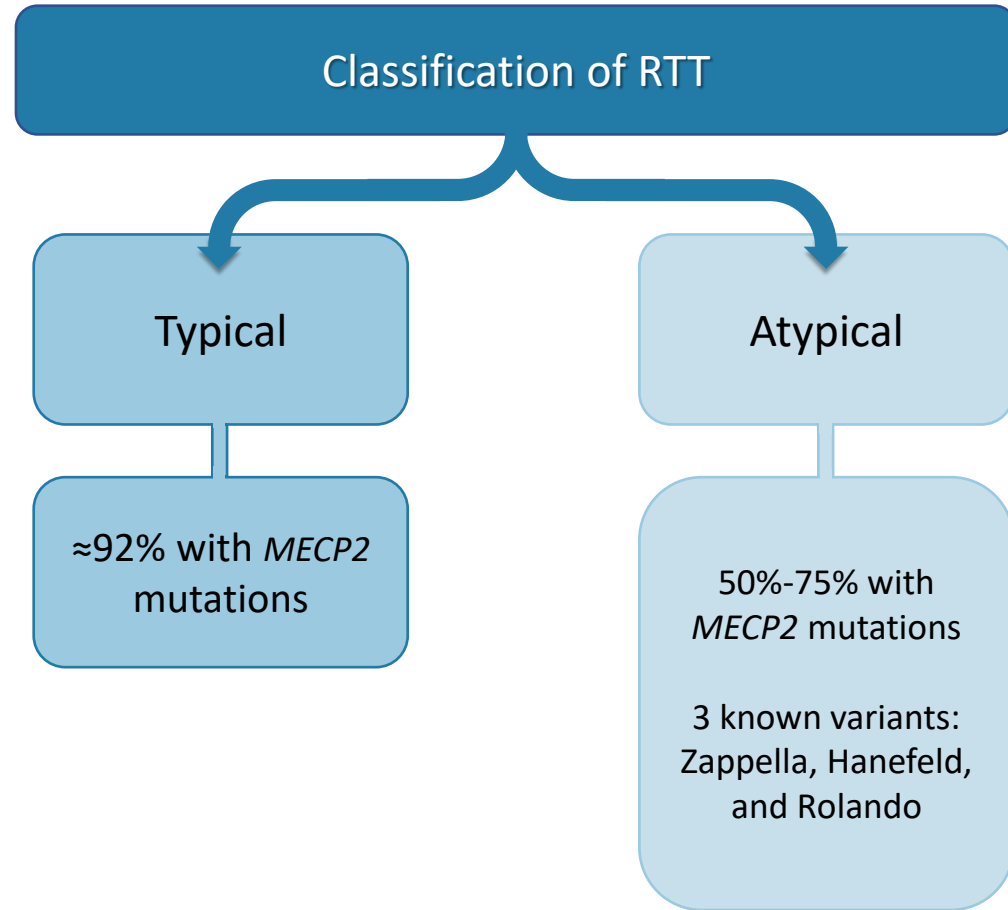 Classification of RTT
Typical
Atypical
≈92% with MECP2
mutations
50%-75% with
MECP2 mutations
3 known variants:
Zappella, Hanefeld,
and Rolando